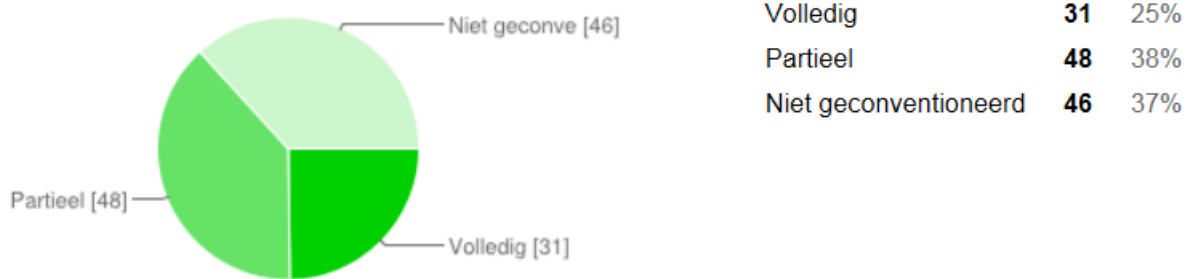 Niet geconve [46]
Partieel [48]
Volledig [31]
Volledig 31 25%
Partieel 48 38%
Niet geconventioneerd 46 37%